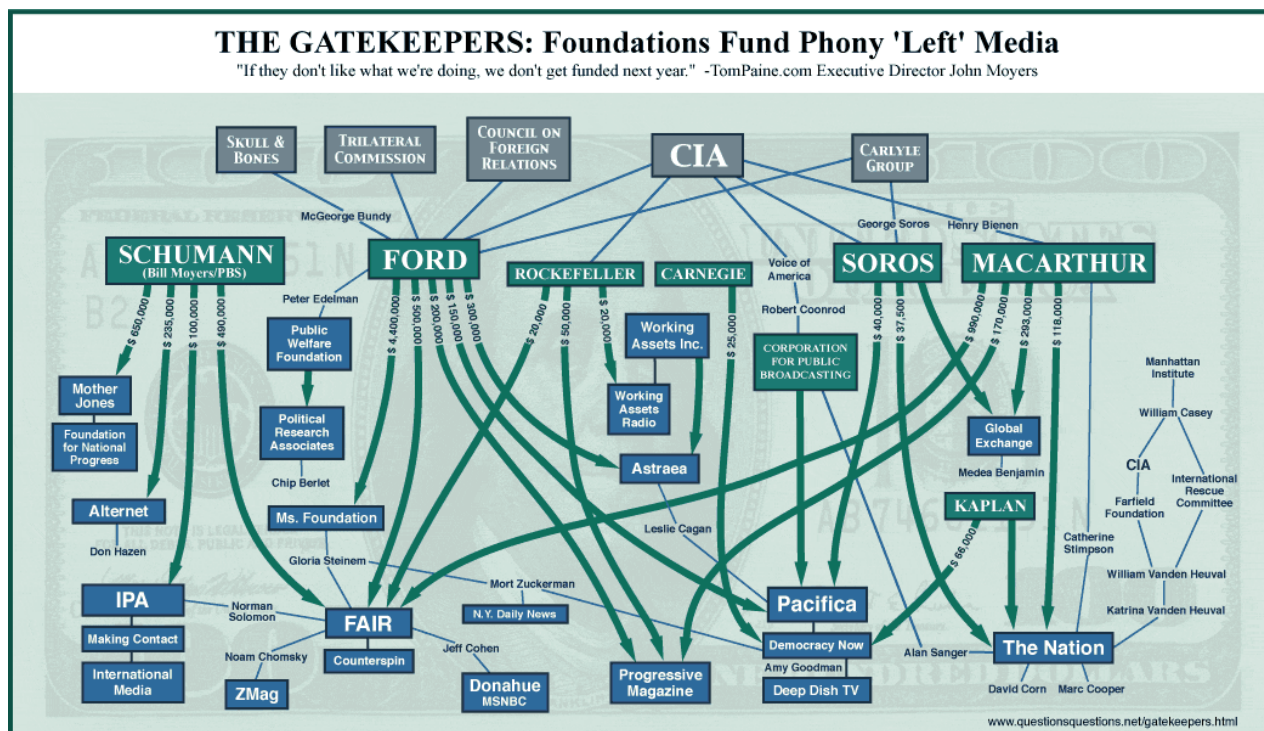 THE GATEKEEPERS: Foundations Fund Phony 'Left' Media
"If they don't like what we're doing, we don't get funded next year." -TomPaine.com Executive Director John Moyers
SKULL &
BONES
TRILATERAL
COMMISSION
COUNCIL ON
FOREIGN
RELATIONS
CIA
CARLYLE
GROUP
McGeorge Bundy
George Soros
Henry Bienen
SCHUMANN
(Bill Moyers/PBS)
FORD
ROCKEFELLER
CARNEGIE
Voice of
America
SOROS
MACARTHUR
Peter Edelman
Robert Coonrod
$ 650,000
$ 235,000
$ 100,000
$ 490,000
$ 4,400,000
$ 505,000
$ 200,000
$ 150,000
$ 300,000
$ 20,000
$ 50,000
$ 20,000
$ 25,000
$ 40,000
$ 37,500
$ 990,000
$ 170,000
$ 293,000
$ 118,000
Public
Welfare
Foundation
Working
Assets Inc.
CORPORATION
FOR PUBLIC
BROADCASTING
Manhattan
Institute
Mother
Jones
Foundation
for National
Progress
Political
Research
Associates
Working
Assets
Radio
Global
Exchange
William Casey
Chip Berlet
Astraea
Medea Benjamin
CIA
International
Rescue
Committee
Farfield
Foundation
Alternet
Don Hazen
Ms. Foundation
Leslie Cagan
KAPLAN
$ 66,000
Catherine
Stimpson
Gloria Steinem
Mort Zuckerman
William Vanden Heuval
IPA
Norman
Solomon
N.Y. Daily News
Pacifica
Katrina Vanden Heuval
Making Contact
FAIR
Jeff Cohen
Democracy Now
Alan Sanger
The Nation
International
Media
Noam Chomsky
Counterspin
Amy Goodman
ZMag
Donahue
MSNBC
Progressive
Magazine
Deep Dish TV
David Corn
Marc Cooper
www.questionsquestions.net/gatekeepers.html